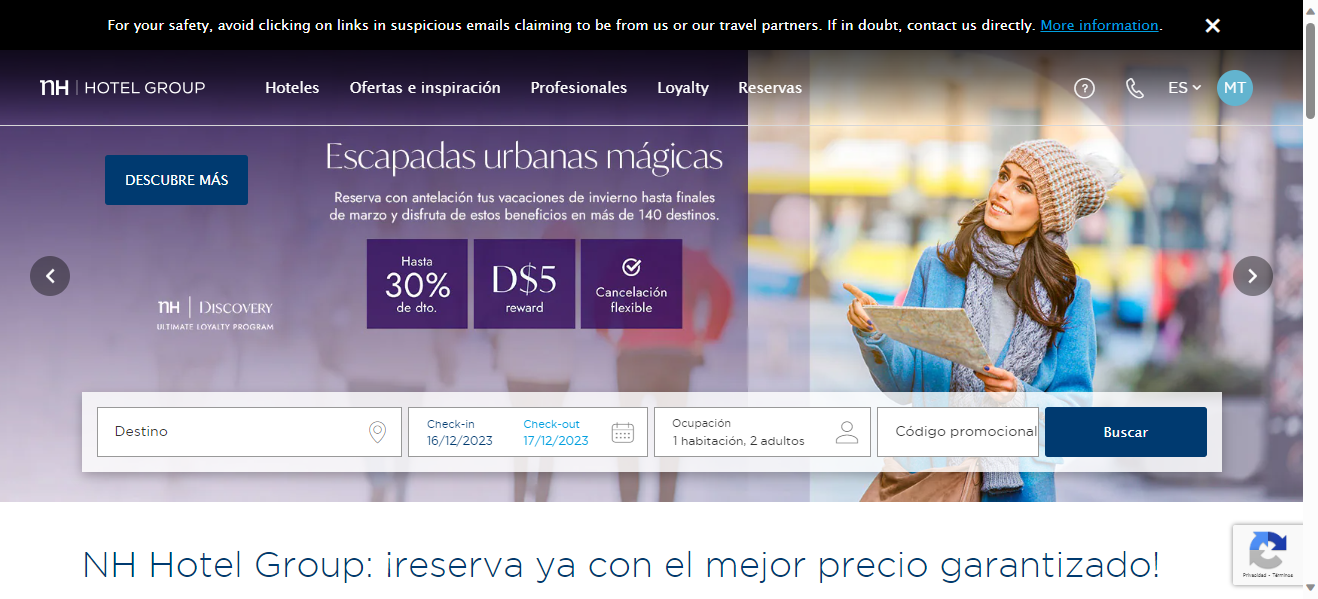 For your safety, avoid clicking on links in suspicious emails claiming to be from us or our travel partners. If in doubt, contact us directly. More information.
nH | HOTEL GROUP
Hoteles
Ofertas e inspiración
Profesionales
Loyalty
Reservas
?
ES
MT
DESCUBRE MÁS
Escapadas urbanas mágicas
Reserva con antelación tus vacaciones de invierno hasta finales
de marzo y disfruta de estos beneficios en más de 140 destinos.
Hasta
30%
de dto.
D$5
reward
Cancelación
flexible
nH | DISCOVERY
ULTIMATE LOYALTY PROGRAM
Destino
Check-in
16/12/2023
Check-out
17/12/2023
Ocupación
1 habitación, 2 adultos
Código promocional
Buscar
NH Hotel Group: ¡reserva ya con el mejor precio garantizado!
Privacidad - Términos